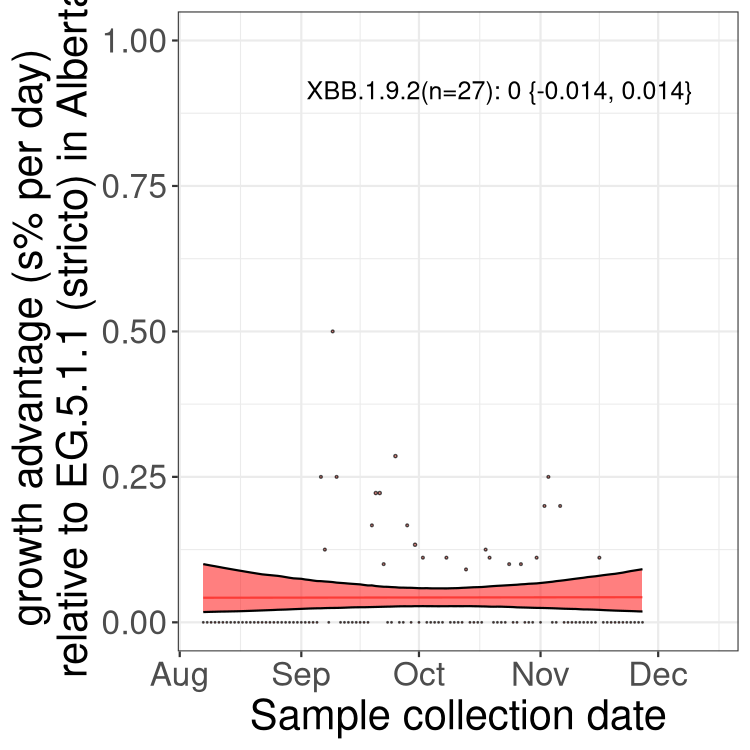 growth advantage (s% per day)
relative to EG.5.1.1 (stricto) in Alberta
1.00
0.75
0.50
0.25
0.00
XBB.1.9.2(n=27): 0 {-0.014, 0.014}
Aug Sep Oct Nov Dec
Sample collection date